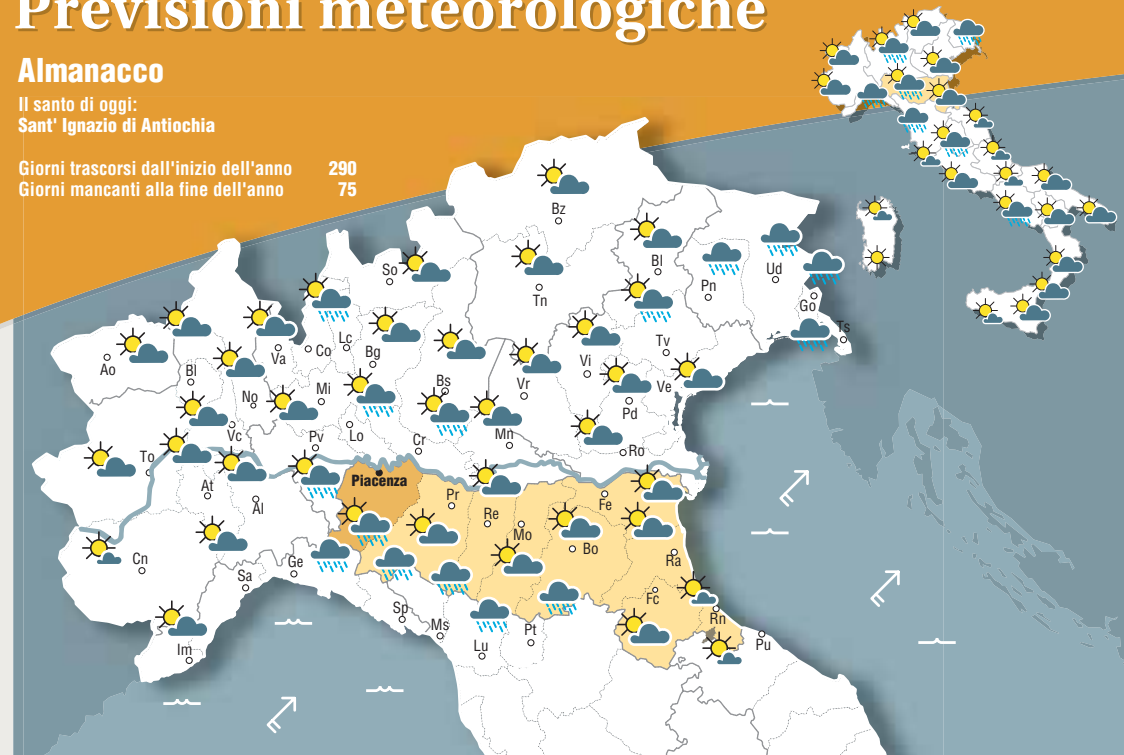 Previsioni meteorologiche
Almanacco
Il santo di oggi:
Sant' Ignazio di Antiochia
Giorni trascorsi dall'inizio dell'anno 290
Giorni mancanti alla fine dell'anno 75
Bz
So
Bl
Tn
Ud
Pn
Go
Ts
Lc
Co
Va
Bg
Tv
Ao
Bl
Vi
Bs
Vr
Ve
No
Mi
Pd
Vc
Pv
Lo
Cr
Mn
Ro
To
Piacenza
At
Al
Pr
Fe
Re
Mo
Bo
Cn
Ge
Ra
Sa
Fc
Sp
Ms
Rn
Pt
Lu
Pu
Im